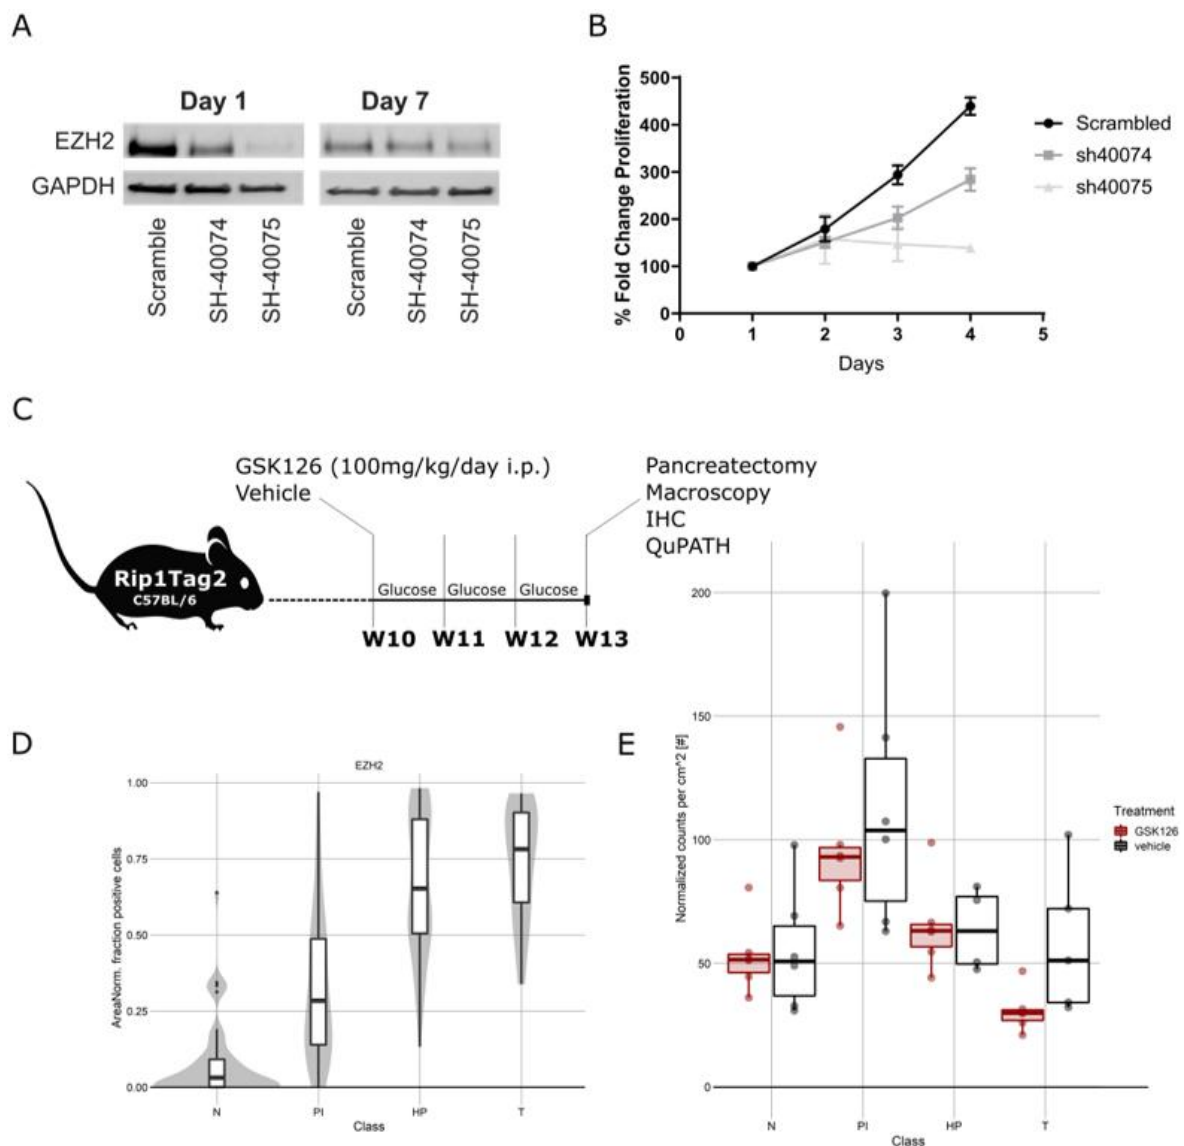 A
Day 1
Day 7
EZH2
GAPDH
Scramble
SH-40074
SH-40075
Scramble
SH-40074
SH-40075
B
% Fold Change Proliferation
500
400
300
200
100
0
0
1
2
3
4
5
Days
Scrambled
sh40074
sh40075
C
GSK126 (100mg/kg/day i.p.)
Vehicle
Pancreatectomy
Macroscopy
IHC
QuPATH
Rip1Tag2
C57BL/6
Glucose
Glucose
Glucose
W10
W11
W12
W13
D
EZH2
AreaNorm. fraction positive cells
1.00
0.75
0.50
0.25
0.00
N
PI
HP
T
Class
E
Normalized counts per cm^2 [#]
200
150
100
50
0
N
PI
HP
T
Class
Treatment
GSK126
vehicle